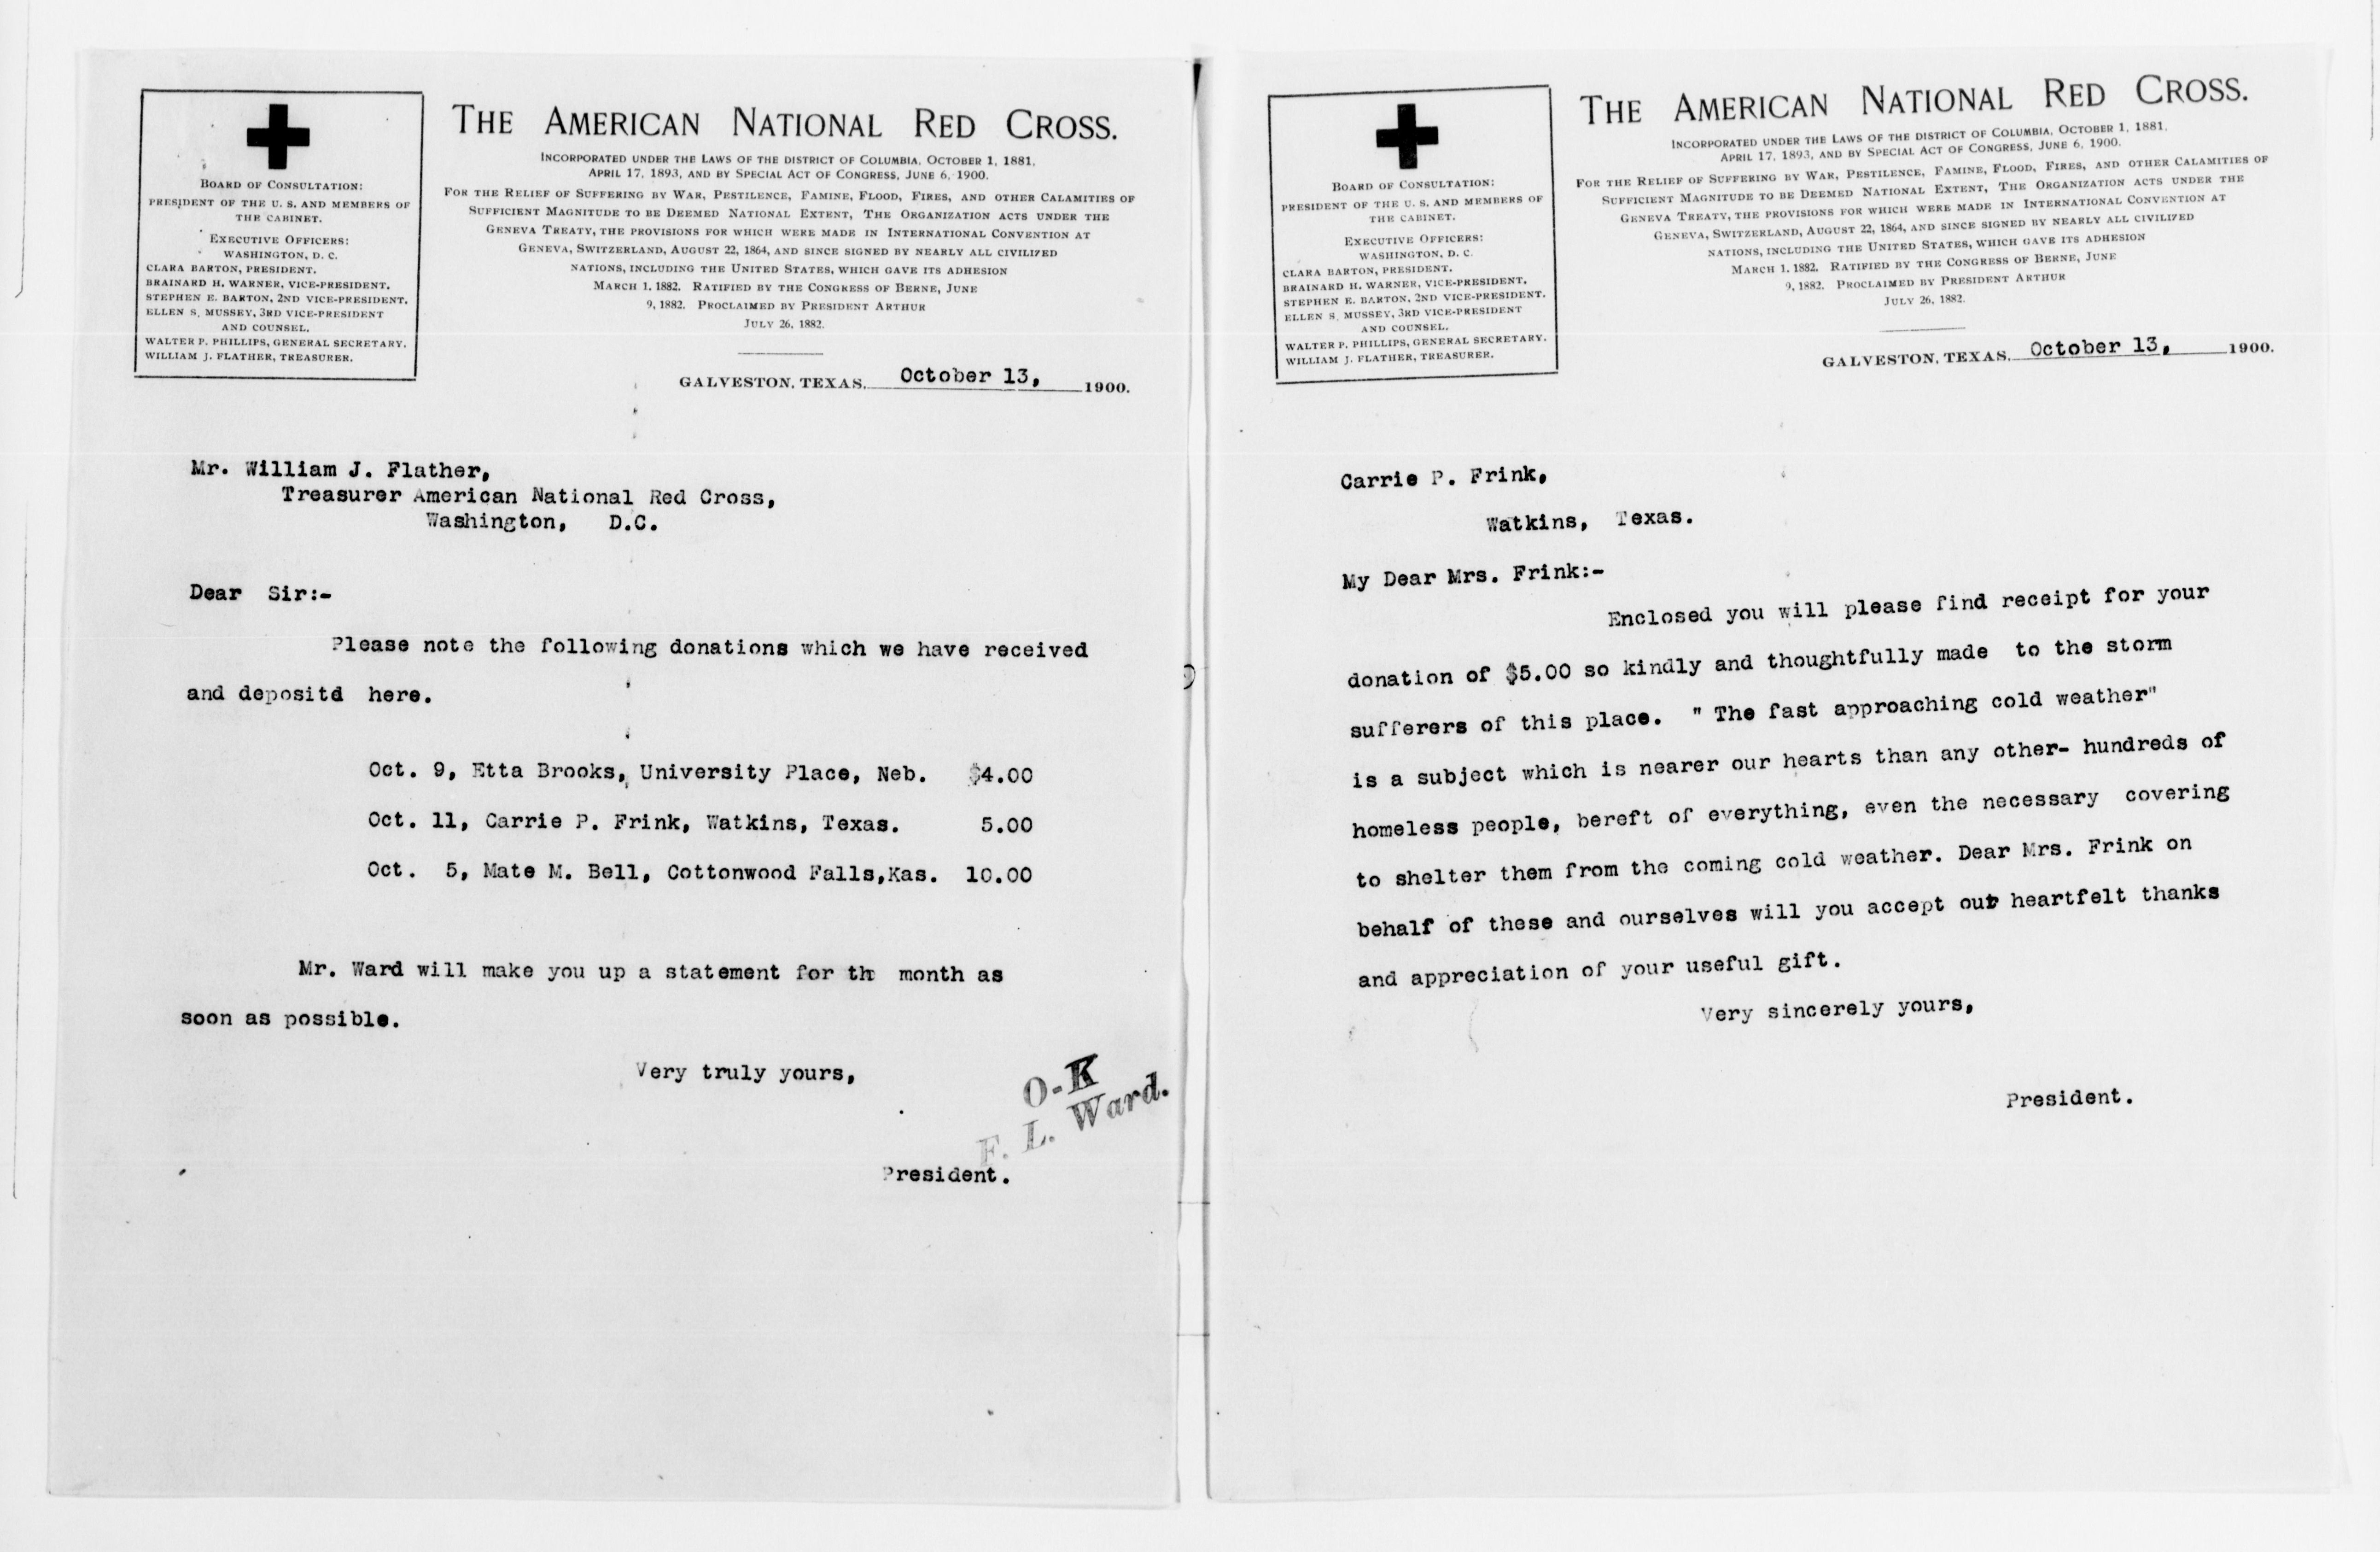 BOARD OF CONSULTATION:
PRESIDENT OF THE U. S. AND MEMBERS OF
THE CABINET.
EXECUTIVE OFFICERS:
WASHINGTON, D. C.
CLARA BARTON, PRESIDENT.
BRAINARD H. WARNER, VICE-PRESIDENT.
STEPHEN E. BARTON, 2ND VICE-PRESIDENT.
ELLEN S. MUSSEY, 3RD VICE-PRESIDENT
AND COUNSEL.
WALTER P. PHILLIPS, GENERAL SECRETARY.
WILLIAM J. FLATHER, TREASURER.
THE AMERICAN NATIONAL RED CROSS.
INCORPORATED UNDER THE LAWS OF THE DISTRICT OF COLUMBIA, OCTOBER 1, 1881,
APRIL 17, 1893, AND BY SPECIAL ACT OF CONGRESS, JUNE 6, 1900.
FOR THE RELIEF OF SUFFERING BY WAR, PESTILENCE, FAMINE, FLOOD, FIRES, AND OTHER CALAMITIES OF
SUFFICIENT MAGNITUDE TO BE DEEMED NATIONAL EXTENT, THE ORGANIZATION ACTS UNDER THE
GENEVA TREATY, THE PROVISIONS FOR WHICH WERE MADE IN INTERNATIONAL CONVENTION AT
GENEVA, SWITZERLAND, AUGUST 22, 1864, AND SINCE SIGNED BY NEARLY ALL CIVILIZED
NATIONS, INCLUDING THE UNITED STATES, WHICH GAVE ITS ADHESION
MARCH 1, 1882. RATIFIED BY THE CONGRESS OF BERNE, JUNE
9, 1882. PROCLAIMED BY PRESIDENT ARTHUR
JULY 26, 1882.
GALVESTON, TEXAS, October 13, 1900.
Mr. William J. Flather,
Treasurer American National Red Cross,
Washington, D.C.
Dear Sir:-
Please note the following donations which we have received
and depositd here.
Oct. 9, Etta Brooks, University Place, Neb. $4.00
Oct. 11, Carrie P. Frink, Watkins, Texas. 5.00
Oct. 5, Mate M. Bell, Cottonwood Falls,Kas. 10.00
Mr. Ward will make you up a statement for the month as
soon as possible.
Very truly yours,
O-K
F. L. Ward.
President.
BOARD OF CONSULTATION:
PRESIDENT OF THE U. S. AND MEMBERS OF
THE CABINET.
EXECUTIVE OFFICERS:
WASHINGTON, D. C.
CLARA BARTON, PRESIDENT.
BRAINARD H. WARNER, VICE-PRESIDENT.
STEPHEN E. BARTON, 2ND VICE-PRESIDENT.
ELLEN S. MUSSEY, 3RD VICE-PRESIDENT
AND COUNSEL.
WALTER P. PHILLIPS, GENERAL SECRETARY.
WILLIAM J. FLATHER, TREASURER.
THE AMERICAN NATIONAL RED CROSS.
INCORPORATED UNDER THE LAWS OF THE DISTRICT OF COLUMBIA, OCTOBER 1, 1881,
APRIL 17, 1893, AND BY SPECIAL ACT OF CONGRESS, JUNE 6, 1900.
FOR THE RELIEF OF SUFFERING BY WAR, PESTILENCE, FAMINE, FLOOD, FIRES, AND OTHER CALAMITIES OF
SUFFICIENT MAGNITUDE TO BE DEEMED NATIONAL EXTENT, THE ORGANIZATION ACTS UNDER THE
GENEVA TREATY, THE PROVISIONS FOR WHICH WERE MADE IN INTERNATIONAL CONVENTION AT
GENEVA, SWITZERLAND, AUGUST 22, 1864, AND SINCE SIGNED BY NEARLY ALL CIVILIZED
NATIONS, INCLUDING THE UNITED STATES, WHICH GAVE ITS ADHESION
MARCH 1, 1882. RATIFIED BY THE CONGRESS OF BERNE, JUNE
9, 1882. PROCLAIMED BY PRESIDENT ARTHUR
JULY 26, 1882.
GALVESTON, TEXAS, October 13, 1900.
Carrie P. Frink,
Watkins, Texas.
My Dear Mrs. Frink:-
Enclosed you will please find receipt for your
donation of $5.00 so kindly and thoughtfully made to the storm
sufferers of this place. " The fast approaching cold weather"
is a subject which is nearer our hearts than any other- hundreds of
homeless people, bereft of everything, even the necessary covering
to shelter them from the coming cold weather. Dear Mrs. Frink on
behalf of these and ourselves will you accept our heartfelt thanks
and appreciation of your useful gift.
Very sincerely yours,
President.